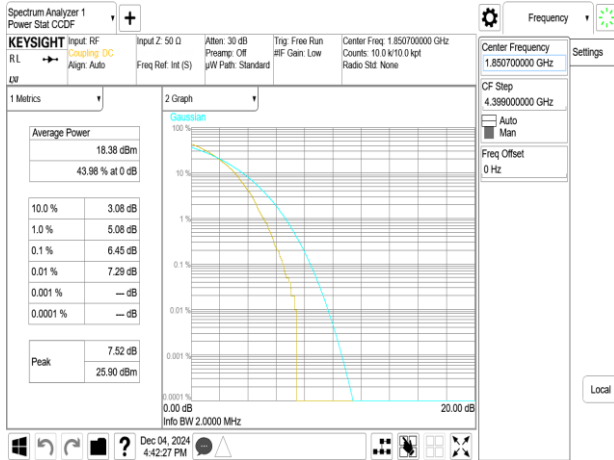 Spectrum Analyzer 1
Power Stat CCDF
KEYSIGHT
RL
LXI
Input: RF
Coupling: DC
Align: Auto
Input Z: 50 Ω
Freq Ref: Int (S)
Atten: 30 dB
Preamp: Off
µW Path: Standard
Trig: Free Run
#IF Gain: Low
Center Freq: 1.850700000 GHz
Counts: 10.0 k/10.0 kpt
Radio Std: None
1 Metrics
Average Power
18.38 dBm
43.98 % at 0 dB
10.0 % 3.08 dB
1.0 % 5.08 dB
0.1 % 6.45 dB
0.01 % 7.29 dB
0.001 % --- dB
0.0001 % --- dB
Peak
7.52 dB
25.90 dBm
2 Graph
Gaussian
100 %
10 %
1 %
0.1 %
0.01 %
0.001 %
0.0001 %
0.00 dB 20.00 dB
Info BW 2.0000 MHz
Dec 04, 2024
4:42:27 PM
?
Frequency
Settings
Center Frequency
1.850700000 GHz
CF Step
4.399000000 GHz
Auto
Man
Freq Offset
0 Hz
Local